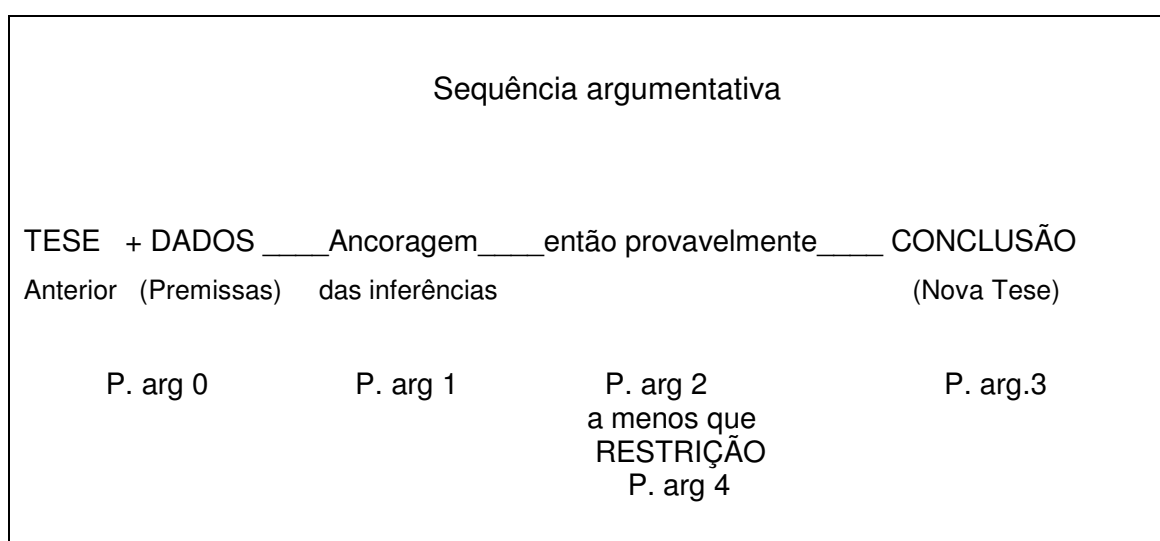 Sequência argumentativa
TESE + DADOS ____Ancoragem____então provavelmente____ CONCLUSÃO
Anterior (Premissas) das inferências (Nova Tese)
P. arg 0 P. arg 1 P. arg 2 P. arg.3
a menos que
RESTRIÇÃO
P. arg 4